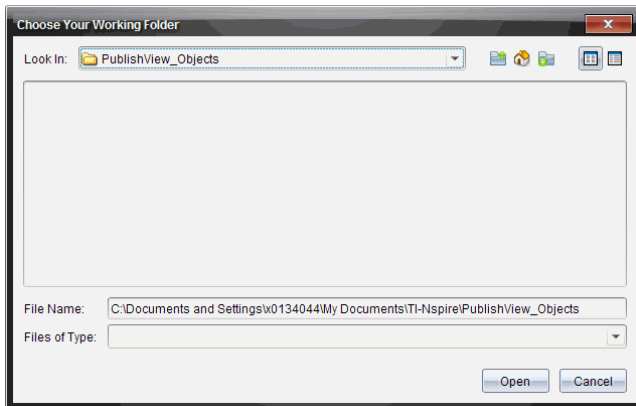 Choose Your Working Folder
Look In: PublishView_Objects
File Name: C:\Documents and Settings\x0134044\My Documents\TI-Nspire\PublishView_Objects
Files of Type:
Open Cancel